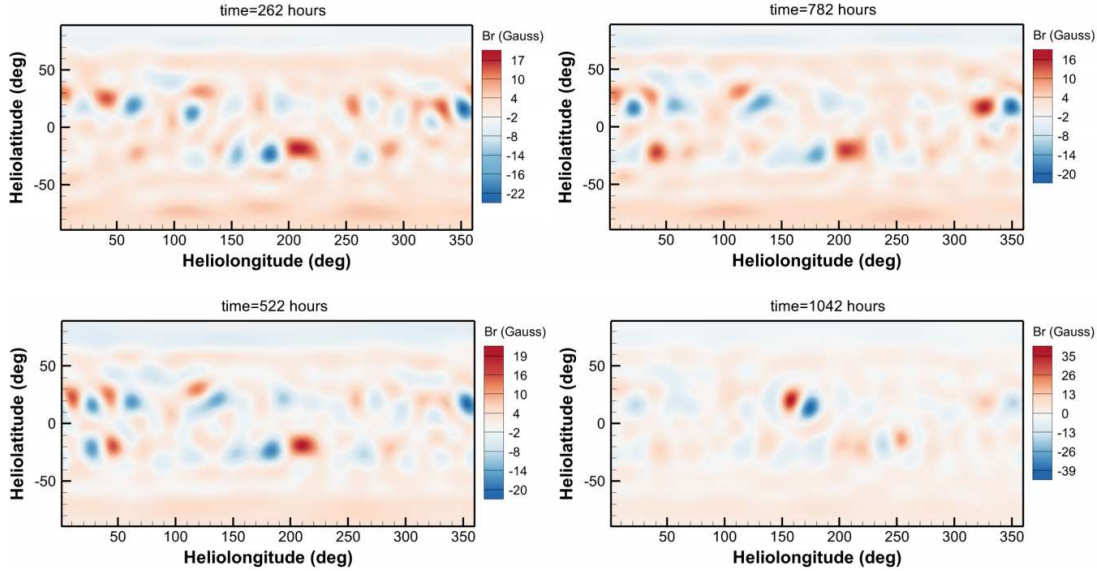 time=262 hours
Br (Gauss)
17
10
4
-2
-8
-14
-22
Heliolatitude (deg)
50
0
-50
50 100 150 200 250 300 350
Heliolongitude (deg)
time=782 hours
Br (Gauss)
16
10
4
-2
-8
-14
-20
Heliolatitude (deg)
50
0
-50
50 100 150 200 250 300 350
Heliolongitude (deg)
time=522 hours
Br (Gauss)
19
16
10
4
-2
-8
-14
-20
Heliolatitude (deg)
50
0
-50
50 100 150 200 250 300 350
Heliolongitude (deg)
time=1042 hours
Br (Gauss)
35
26
13
0
-13
-26
-39
Heliolatitude (deg)
50
0
-50
50 100 150 200 250 300 350
Heliolongitude (deg)